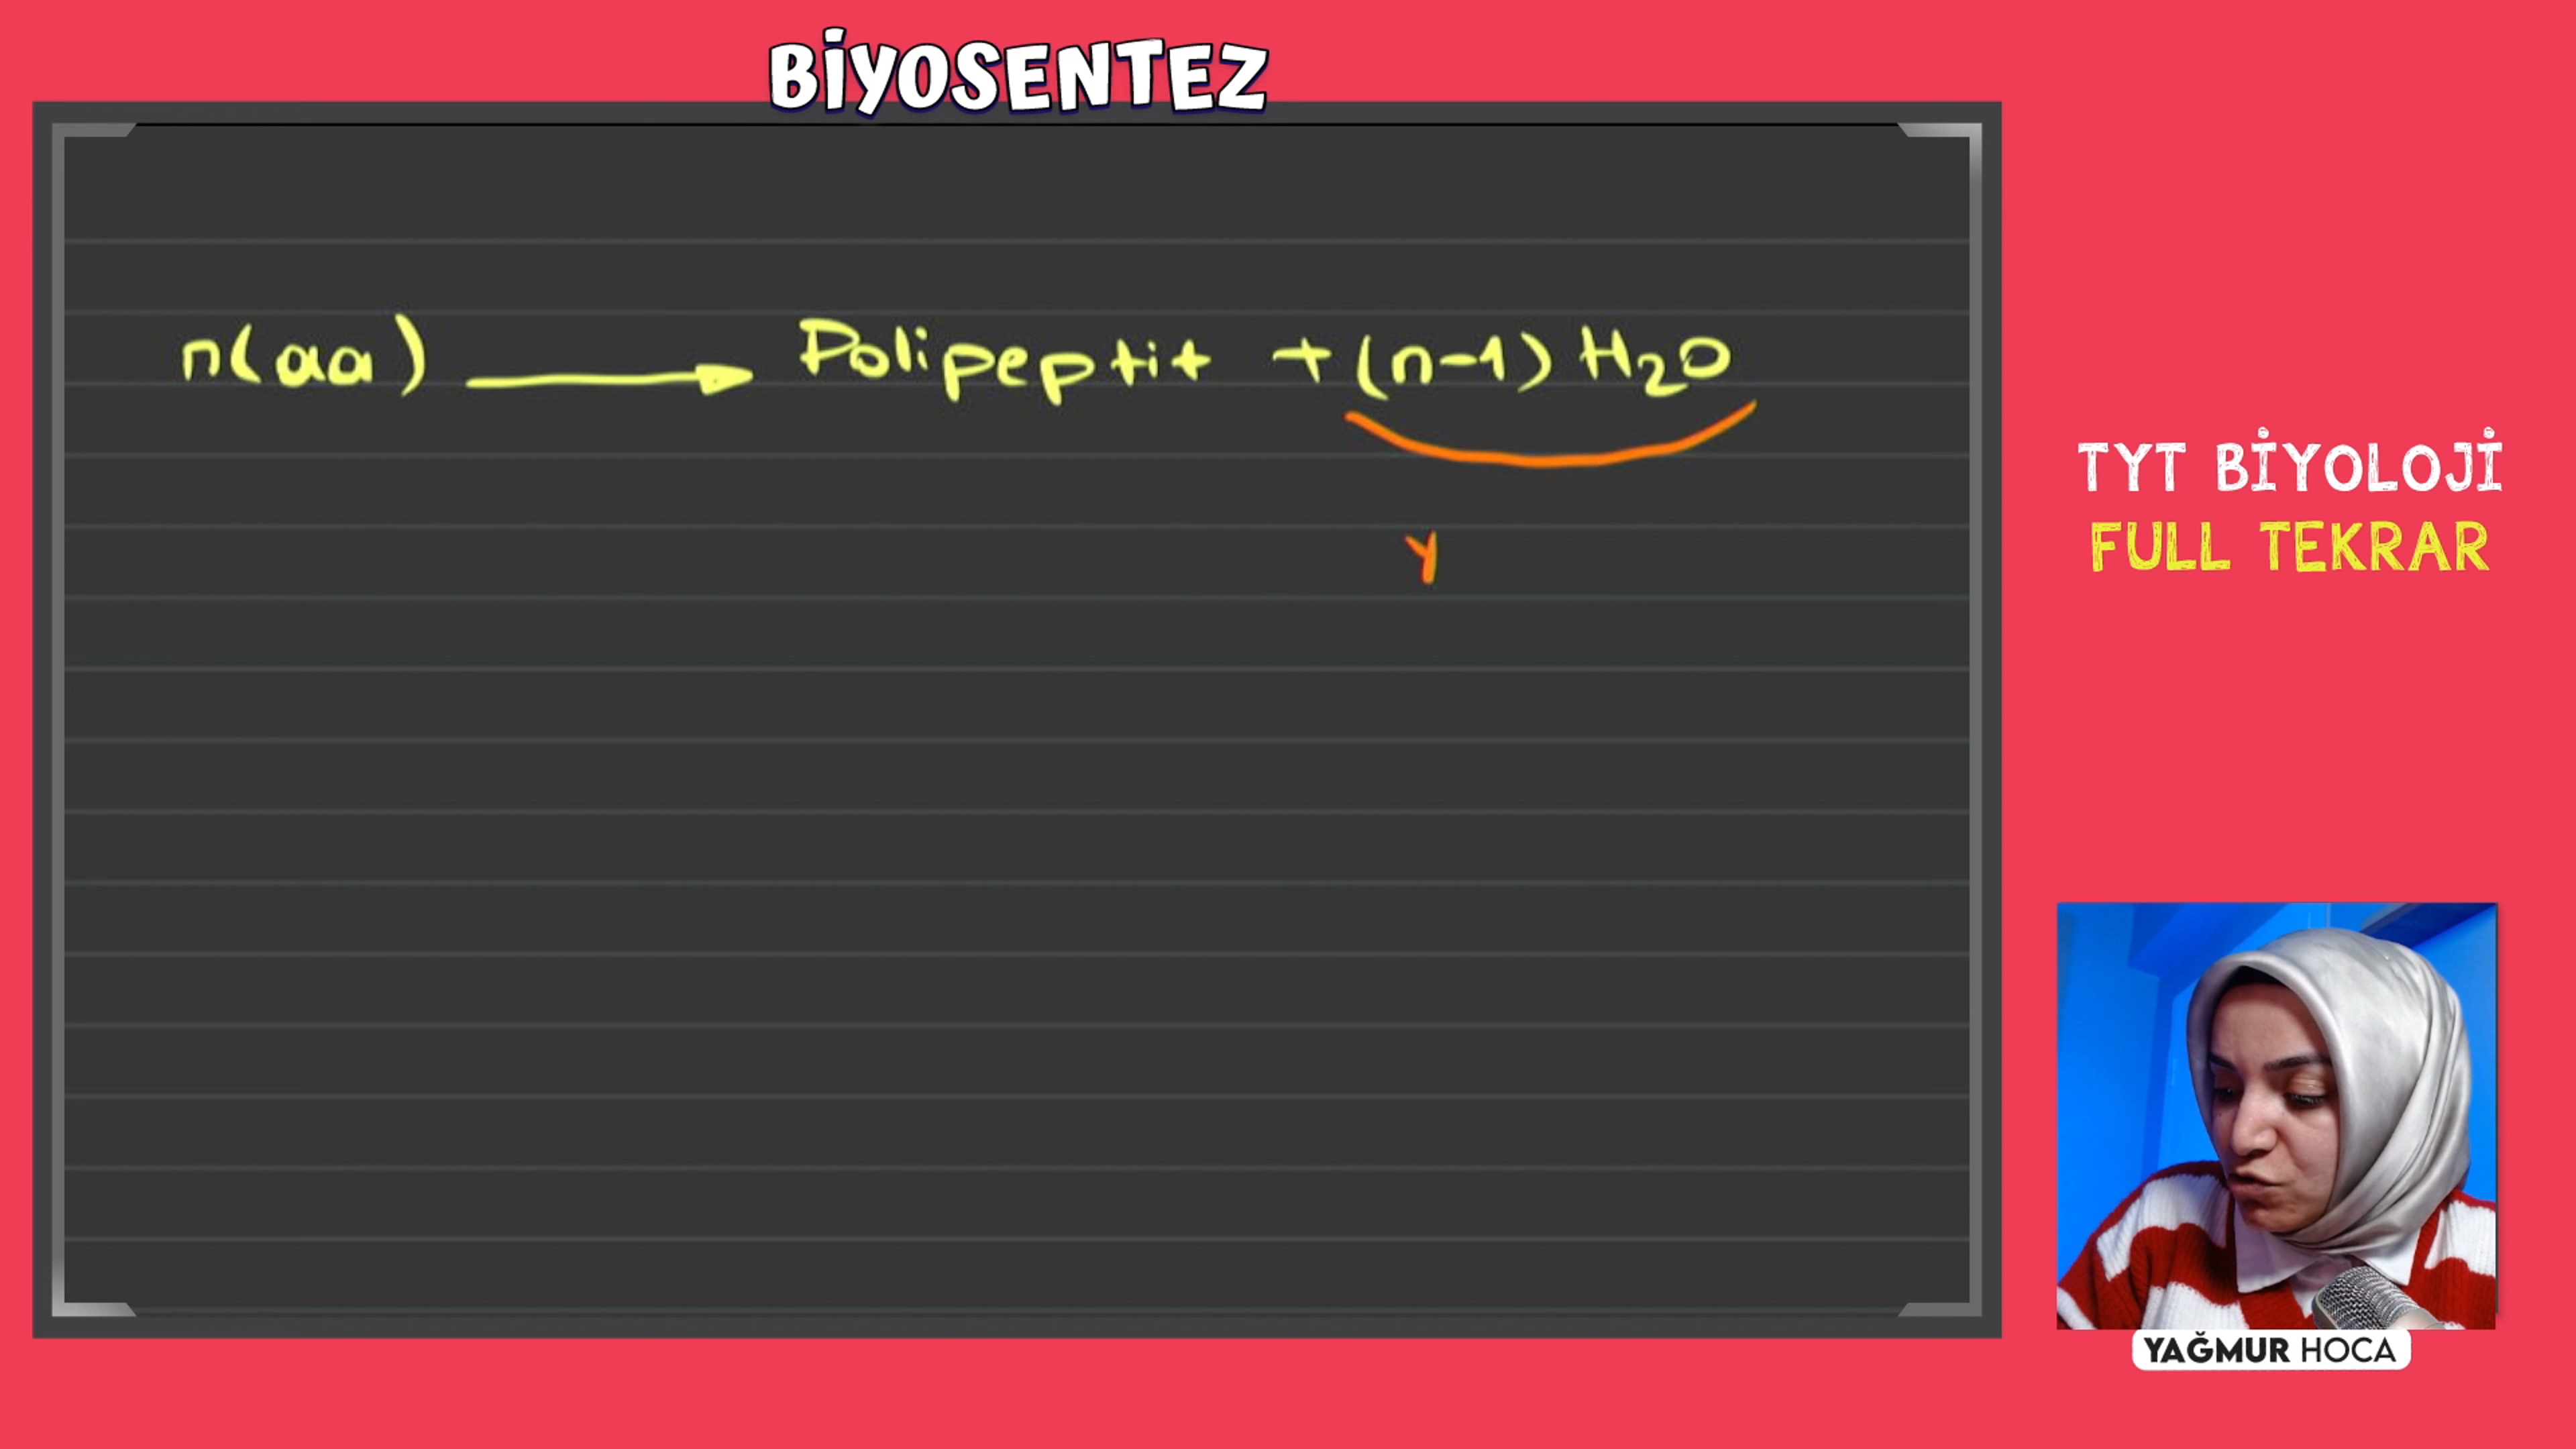 BİYOSENTEZ
n(aa) → Polipeptit + (n-1) H₂O
Y
TYT BİYOLOJİ
FULL TEKRAR
YAĞMUR HOCA